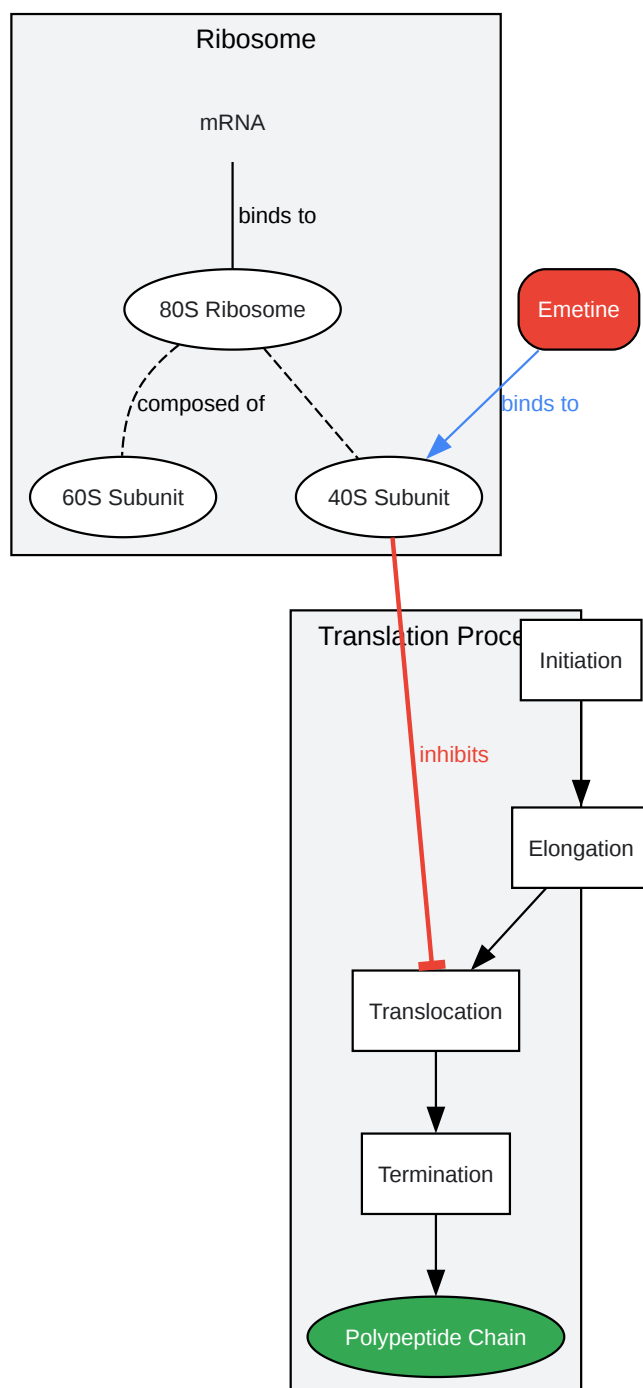 Ribosome
mRNA
binds to
80S Ribosome
Emetine
composed of
binds to
60S Subunit
40S Subunit
Translation Proce
Initiation
inhibits
Elongation
Translocation
Termination
Polypeptide Chain